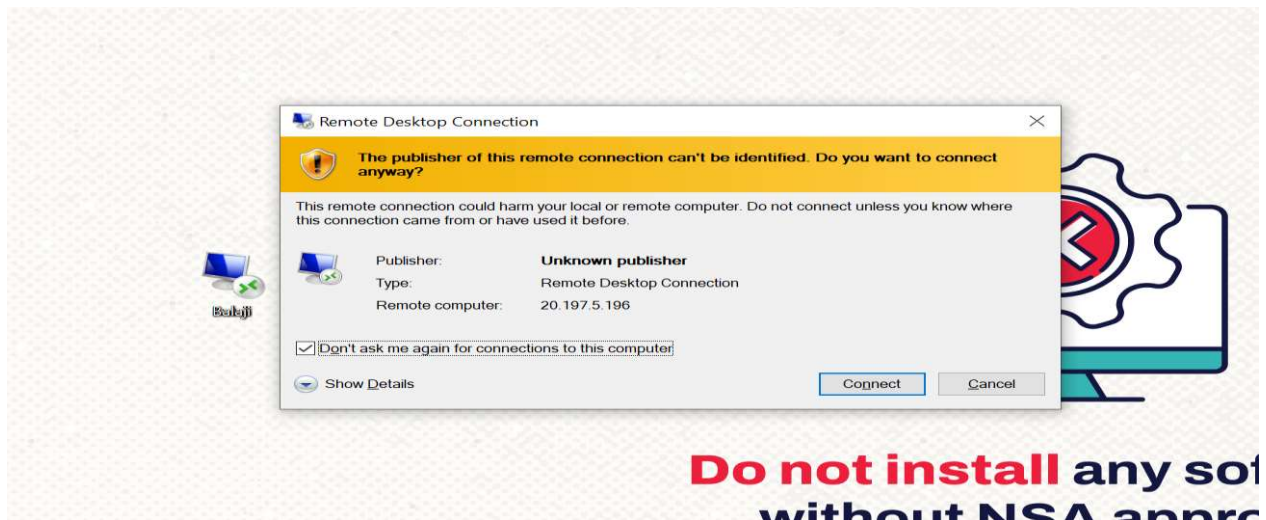 Remote Desktop Connection
The publisher of this remote connection can't be identified. Do you want to connect
anyway?
This remote connection could harm your local or remote computer. Do not connect unless you know where
this connection came from or have used it before.
Publisher: Unknown publisher
Type: Remote Desktop Connection
Remote computer: 20.197.5.196
Balaji
Don't ask me again for connections to this computer
Show Details
Connect Cancel
Do not install any sof
without NSA appro